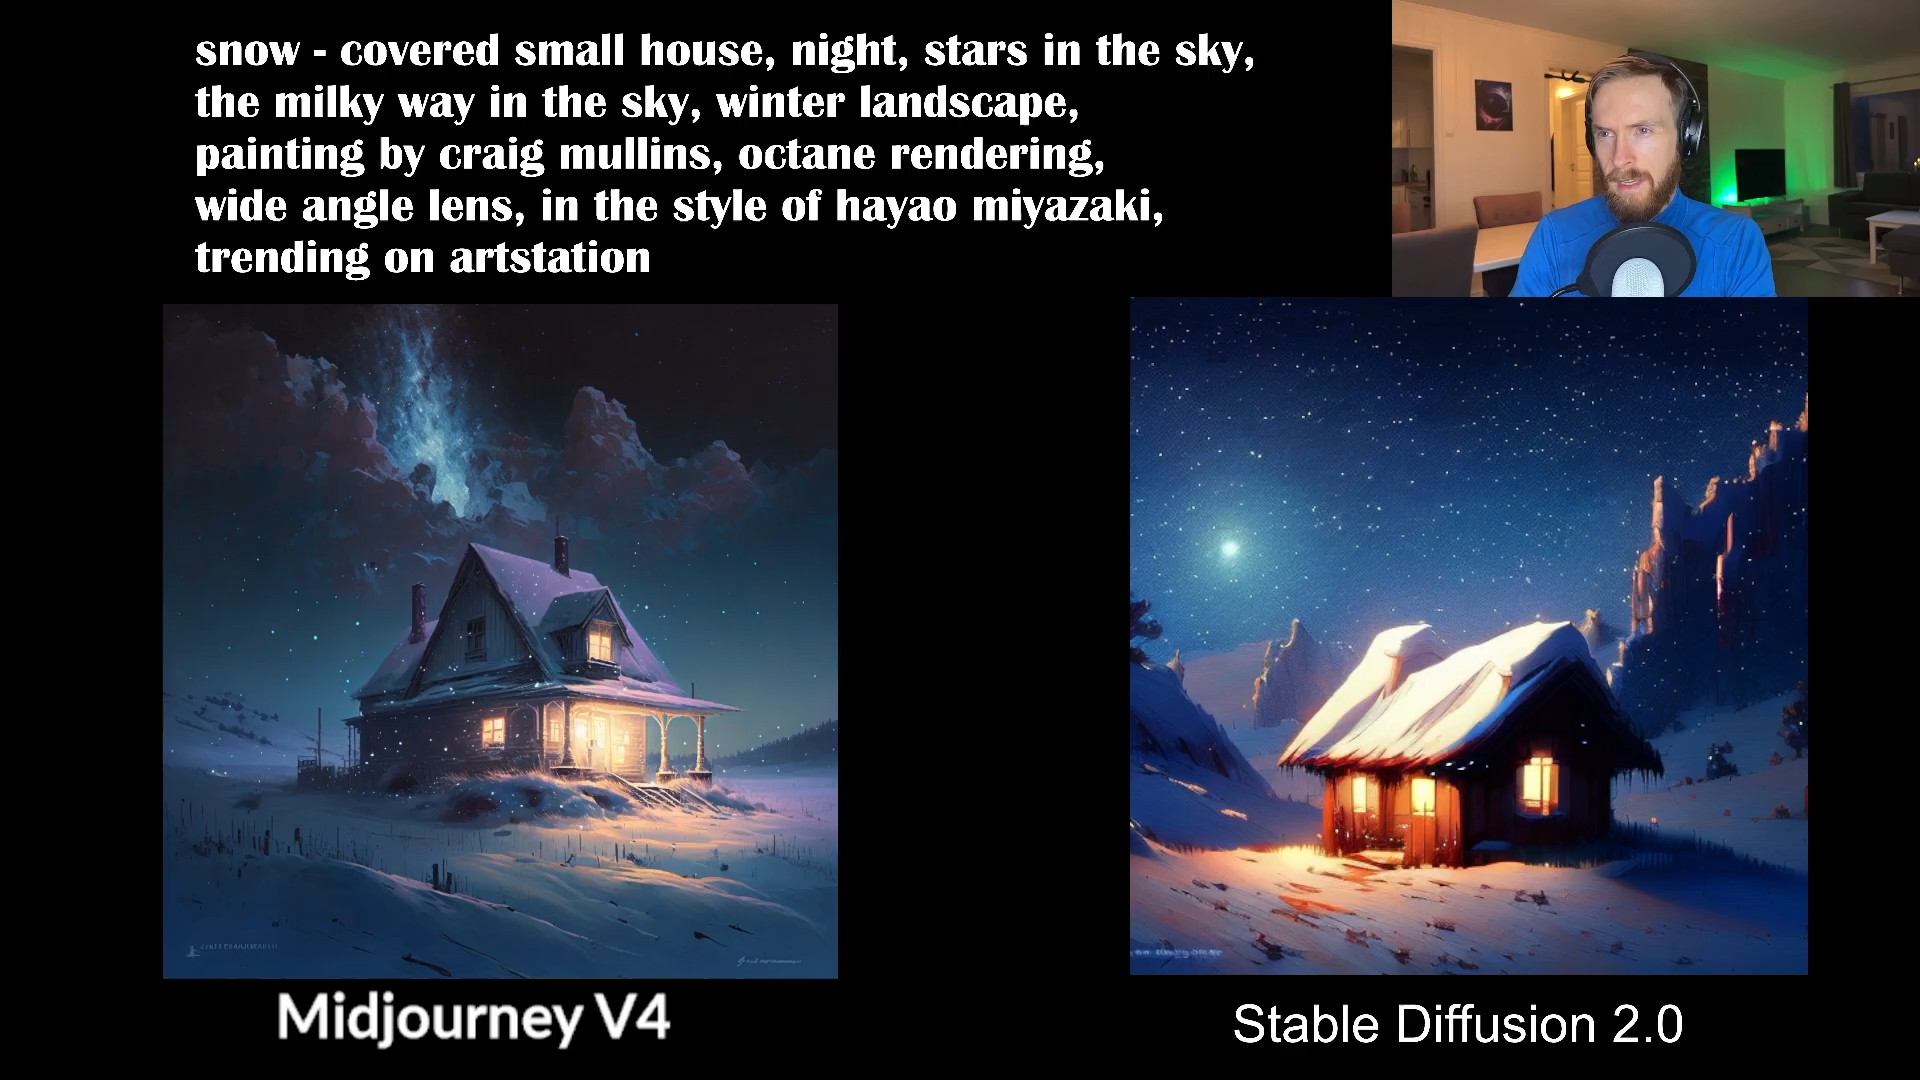 snow - covered small house, night, stars in the sky,
the milky way in the sky, winter landscape,
painting by craig mullins, octane rendering,
wide angle lens, in the style of hayao miyazaki,
trending on artstation
Midjourney V4
Stable Diffusion 2.0